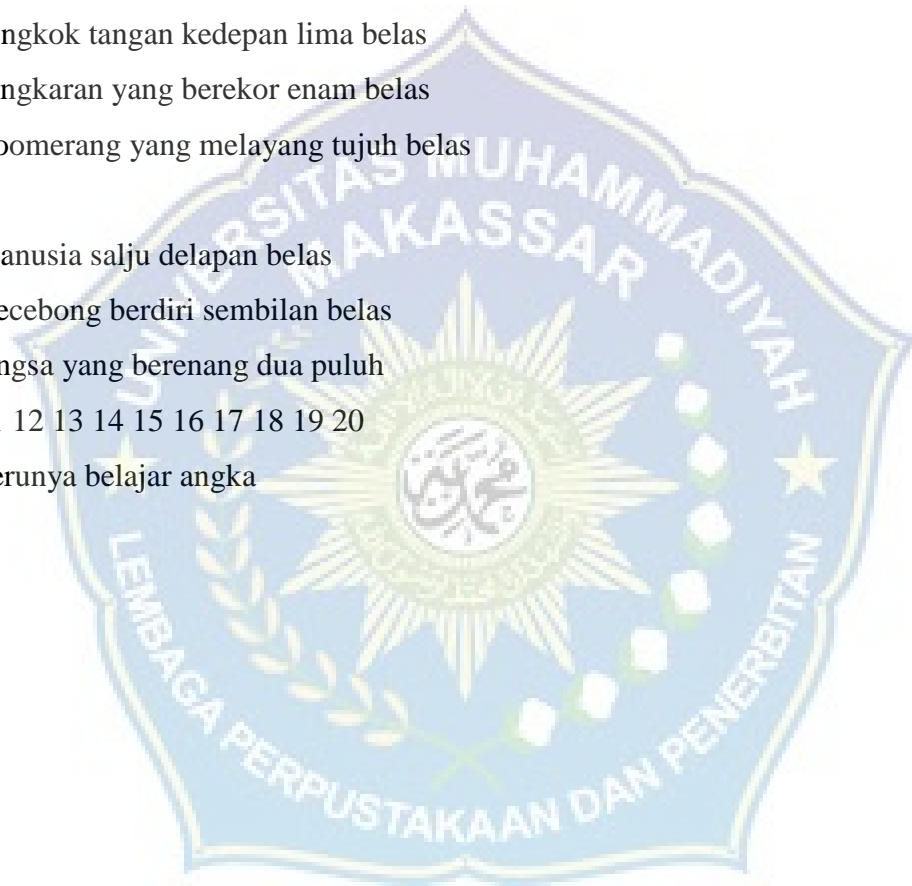 ngkok tangan kedepan lima belas
ngkaran yang berekor enam belas
oomerang yang melayang tujuh belas
anusia salju delapan belas
ecebong berdiri sembilan belas
ngsa yang berenang dua puluh
12 13 14 15 16 17 18 19 20
erunya belajar angka
UNIVERSITAS MUHAMMADIYAH
MAKASSAR
LEMBAGA PERPUSTAKAAN DAN PENERBITAN